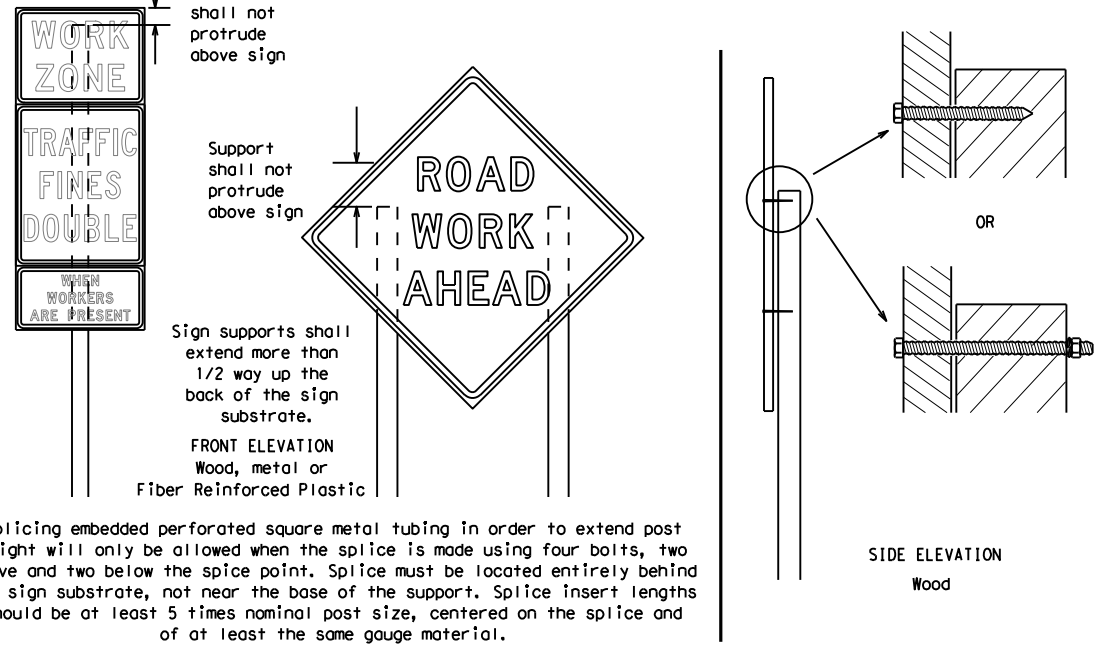 shall not
protrude
above sign
WORK
ZONE
TRAFFIC
FINES
DOUBLE
WHEN
WORKERS
ARE PRESENT
Support
shall not
protrude
above sign
ROAD
WORK
AHEAD
Sign supports shall
extend more than
1/2 way up the
back of the sign
substrate.
FRONT ELEVATION
Wood, metal or
Fiber Reinforced Plastic
OR
SIDE ELEVATION
Wood
plicing embedded perforated square metal tubing in order to extend post
ight will only be allowed when the splice is made using four bolts, two
ve and two below the spice point. Splice must be located entirely behind
sign substrate, not near the base of the support. Splice insert lengths
hould be at least 5 times nominal post size, centered on the splice and
of at least the same gauge material.